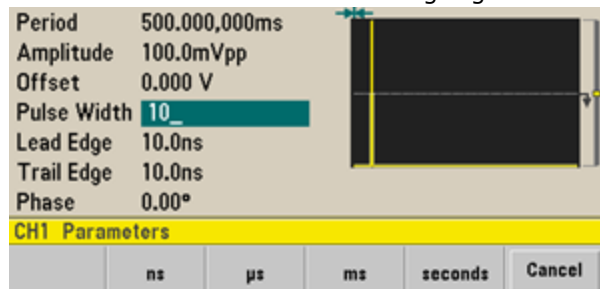 Period 500.000,000ms
Amplitude 100.0mVpp
Offset 0.000 V
Pulse Width 10_
Lead Edge 10.0ns
Trail Edge 10.0ns
Phase 0.00°
CH1 Parameters
ns µs ms seconds Cancel